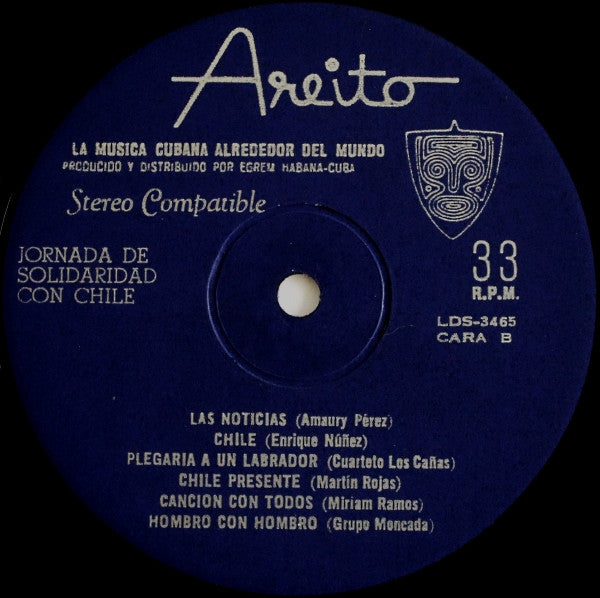 Areito
LA MUSICA CUBANA ALREDEDOR DEL MUNDO
PRODUCIDO Y DISTRIBUIDO POR EGREM HABANA-CUBA
Stereo Compatible
JORNADA DE
SOLIDARIDAD
CON CHILE
33
R.P.M.
LDS-3465
CARA B
LAS NOTICIAS (Amaury Pérez)
CHILE (Enrique Núñez)
PLEGARIA A UN LABRADOR (Cuarteto Los Cañas)
CHILE PRESENTE (Martín Rojas)
CANCION CON TODOS (Miriam Ramos)
HOMBRO CON HOMBRO (Grupo Moncada)